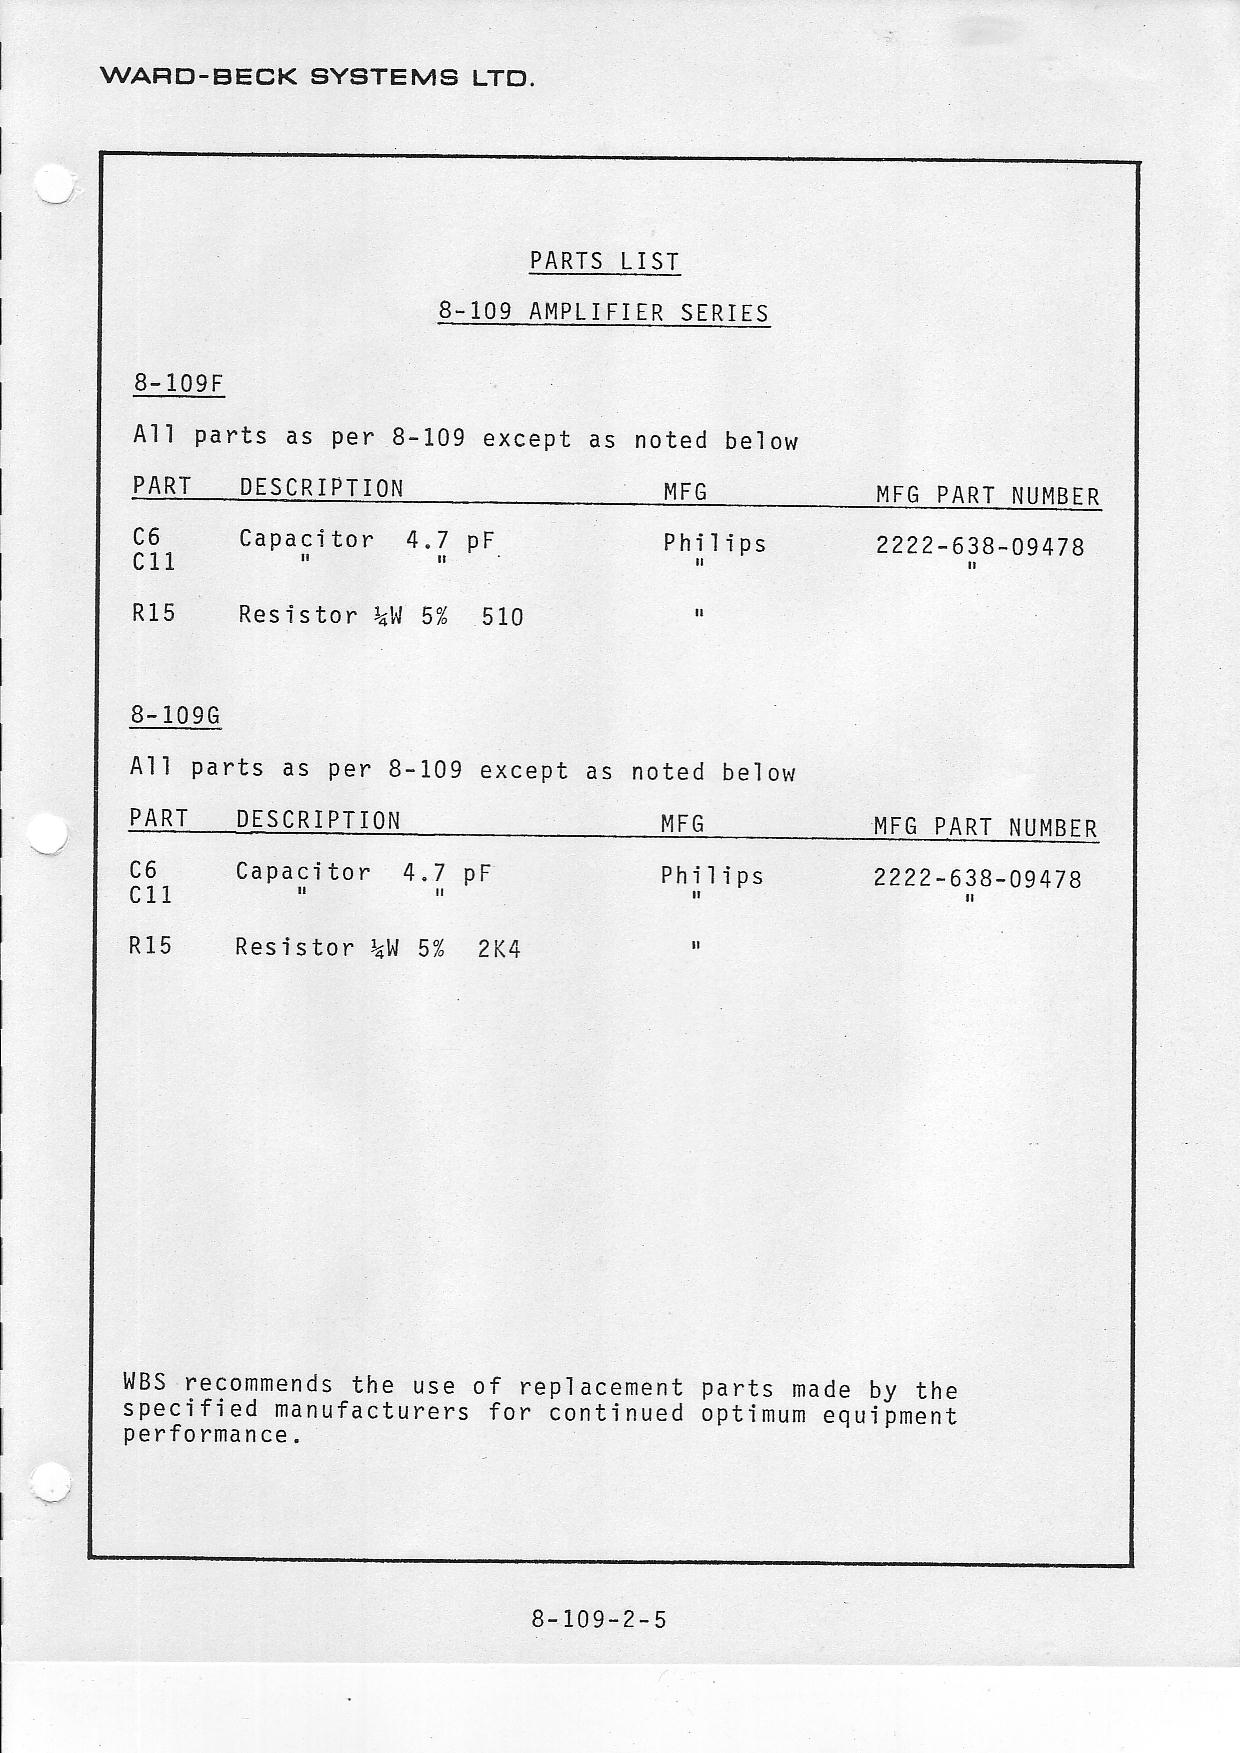 WARD-BECK SYSTEMS LTD.
PARTS LIST
8-109 AMPLIFIER SERIES
8-109F
All parts as per 8-109 except as noted below
PART DESCRIPTION MFG MFG PART NUMBER
C6 Capacitor 4.7 pF Philips 2222-638-09478
C11 " " " "
R15 Resistor ¼W 5% 510 "
8-109G
All parts as per 8-109 except as noted below
PART DESCRIPTION MFG MFG PART NUMBER
C6 Capacitor 4.7 pF Philips 2222-638-09478
C11 " " " "
R15 Resistor ¼W 5% 2K4 "
WBS recommends the use of replacement parts made by the
specified manufacturers for continued optimum equipment
performance.
8-109-2-5